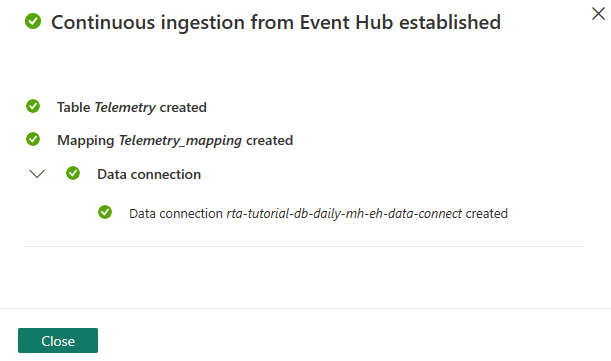 Continuous ingestion from Event Hub established
Table Telemetry created
Mapping Telemetry_mapping created
Data connection
Data connection rta-tutorial-db-daily-mh-eh-data-connect created
Close